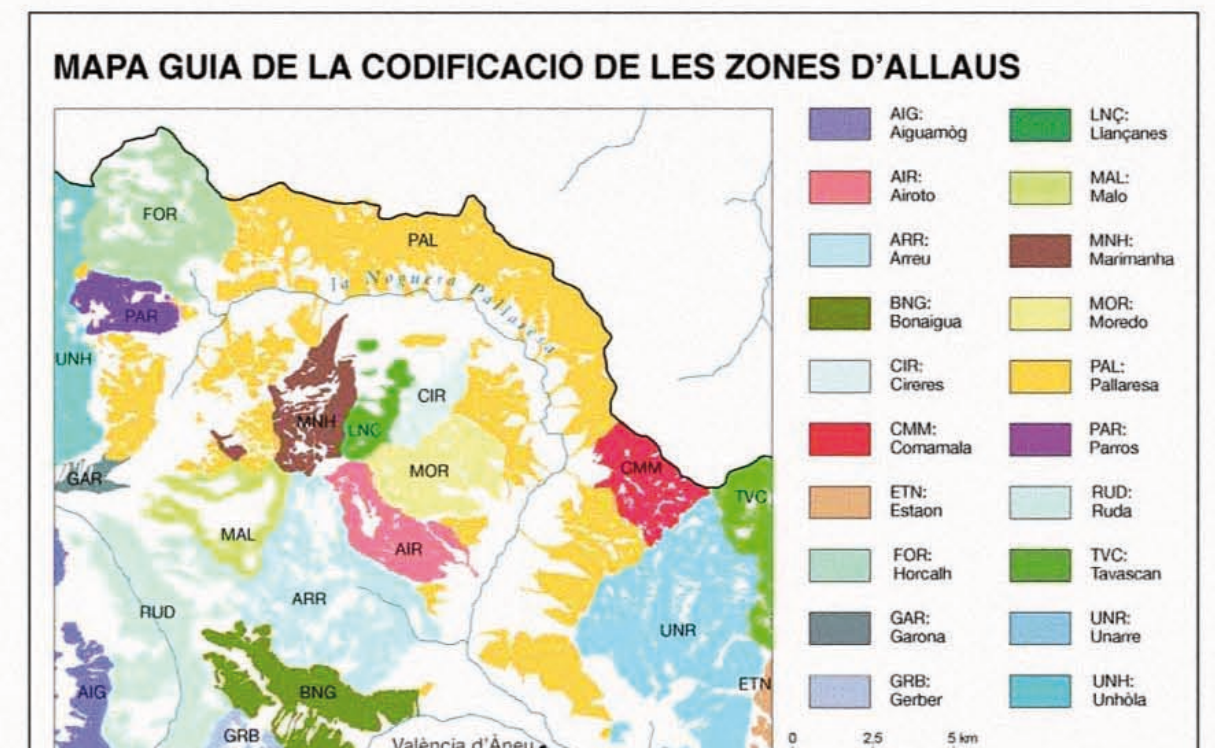 MAPA GUIA DE LA CODIFICACIÓ DE LES ZONES D'ALLAUS
FOR
PAL
la Noguera Pallaresa
PAR
UNH
CIR
MNH
LNÇ
MOR
GAR
CMM
TVC
MAL
AIR
ARR
RUD
UNR
ETN
AIG
BNG
GRB
València d'Àneu
AIG:
Aiguamòg
AIR:
Airoto
ARR:
Arreu
BNG:
Bonaigua
CIR:
Cireres
CMM:
Comamala
ETN:
Estaon
FOR:
Horcalh
GAR:
Garona
GRB:
Gerber
LNÇ:
Llançanes
MAL:
Malo
MNH:
Marimanha
MOR:
Moredo
PAL:
Pallaresa
PAR:
Parros
RUD:
Ruda
TVC:
Tavascan
UNR:
Unarre
UNH:
Unhòla
0 2,5 5 km